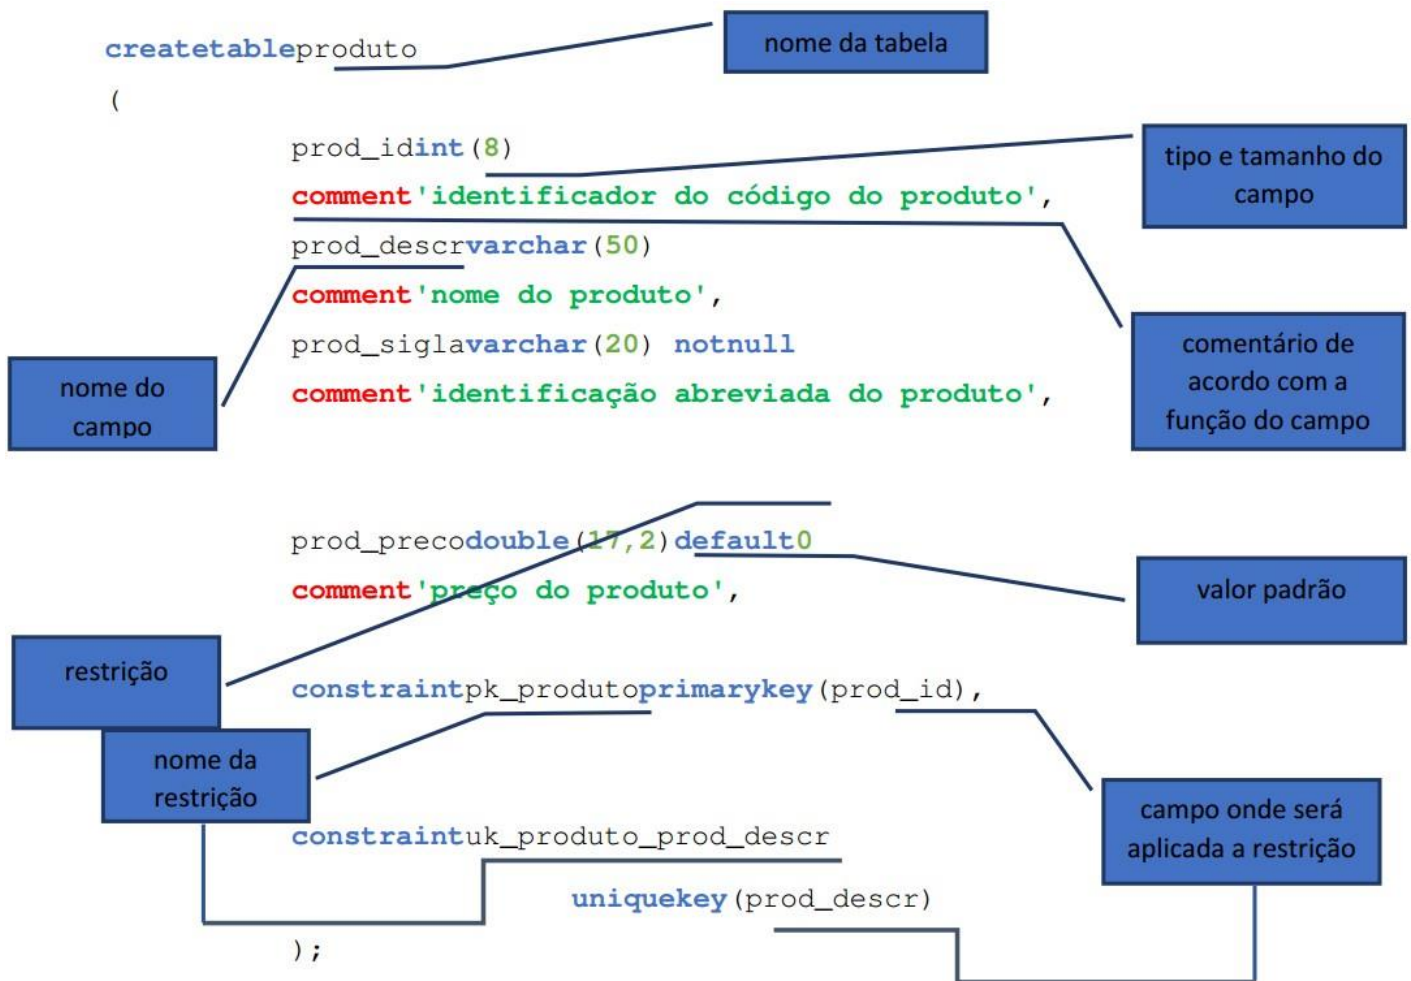 createtableproduto
nome da tabela
(
prod_idint(8)
tipo e tamanho do
campo
comment'identificador do código do produto',
prod_descrvarchar(50)
comment'nome do produto',
prod_siglavarchar(20) notnull
comentário de
acordo com a
função do campo
nome do
campo
comment'identificação abreviada do produto',
prod_precodouble(17,2)default0
comment'preço do produto',
valor padrão
restrição
constraintpk_produtoprimarykey(prod_id),
nome da
restrição
campo onde será
aplicada a restrição
constraintuk_produto_prod_descr
uniquekey(prod_descr)
);